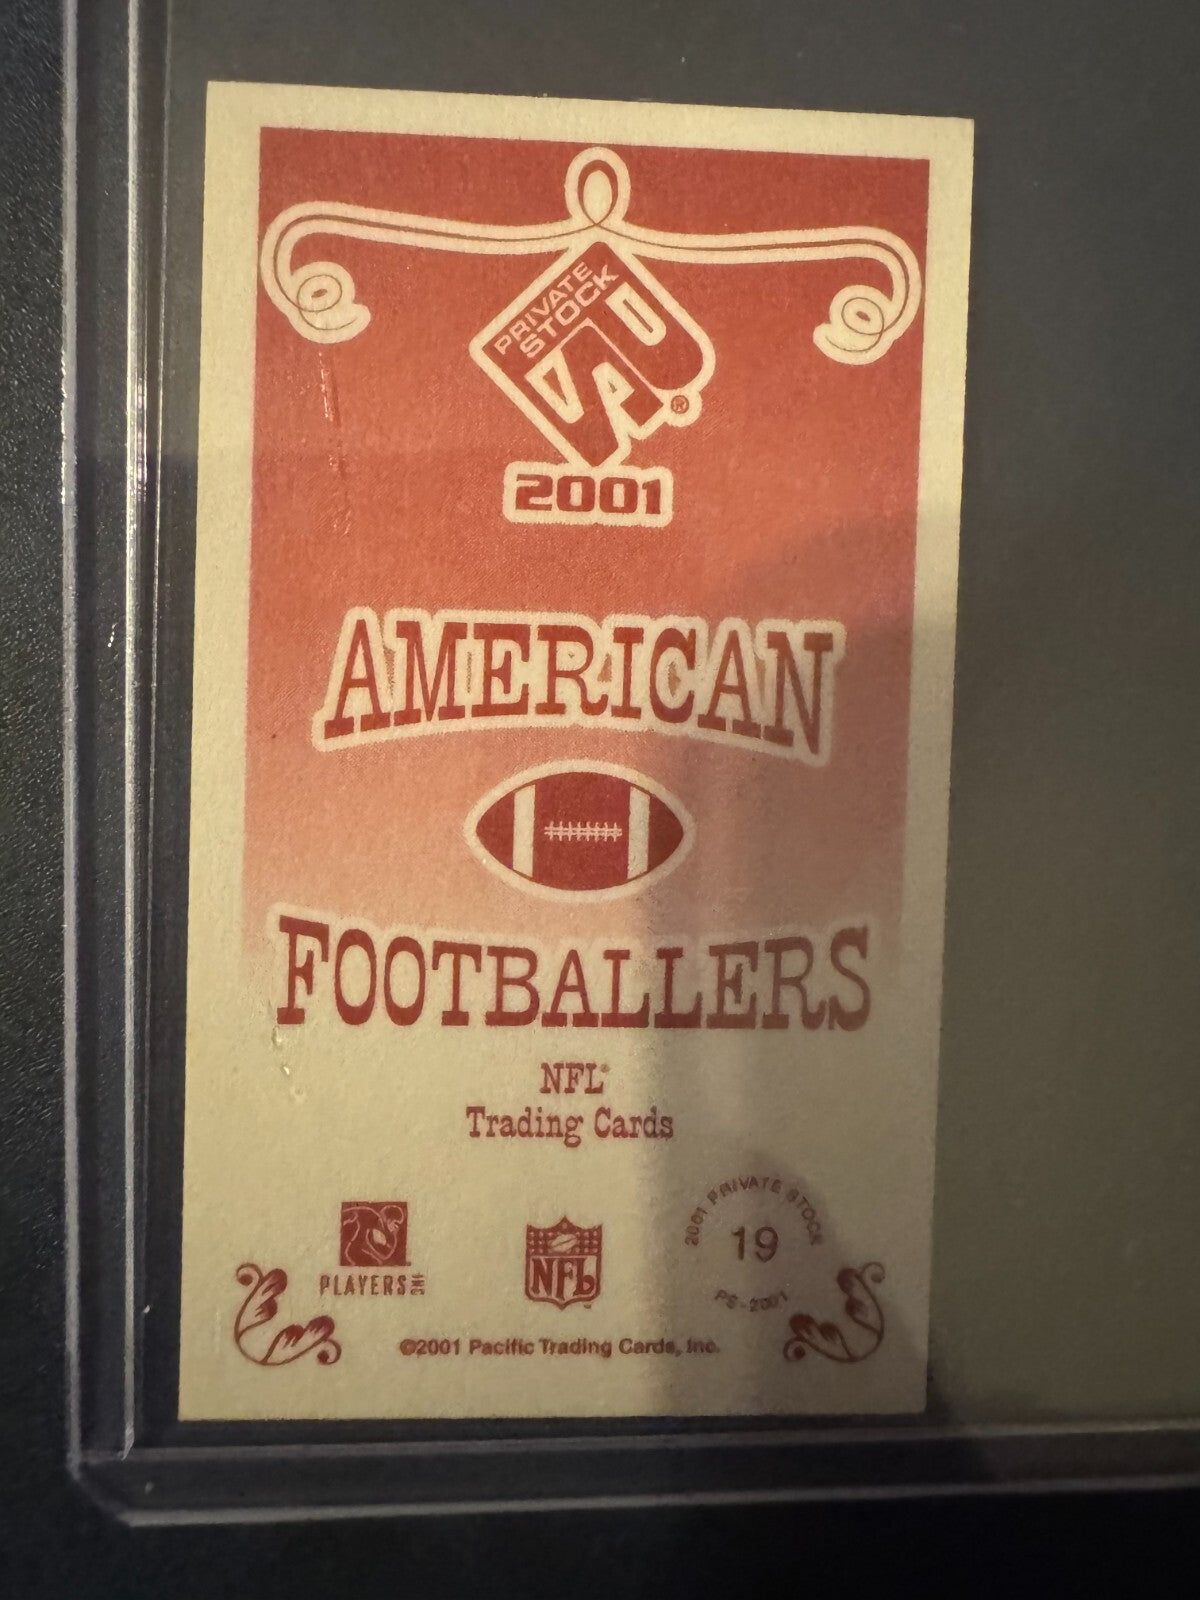 PRIVATE
STOCK
PS®
2001
AMERICAN
FOOTBALLERS
NFL
Trading Cards
2001 PRIVATE STOCK
19
PS-2001
PLAYERS INC
NFL
©2001 Pacific Trading Cards, Inc.